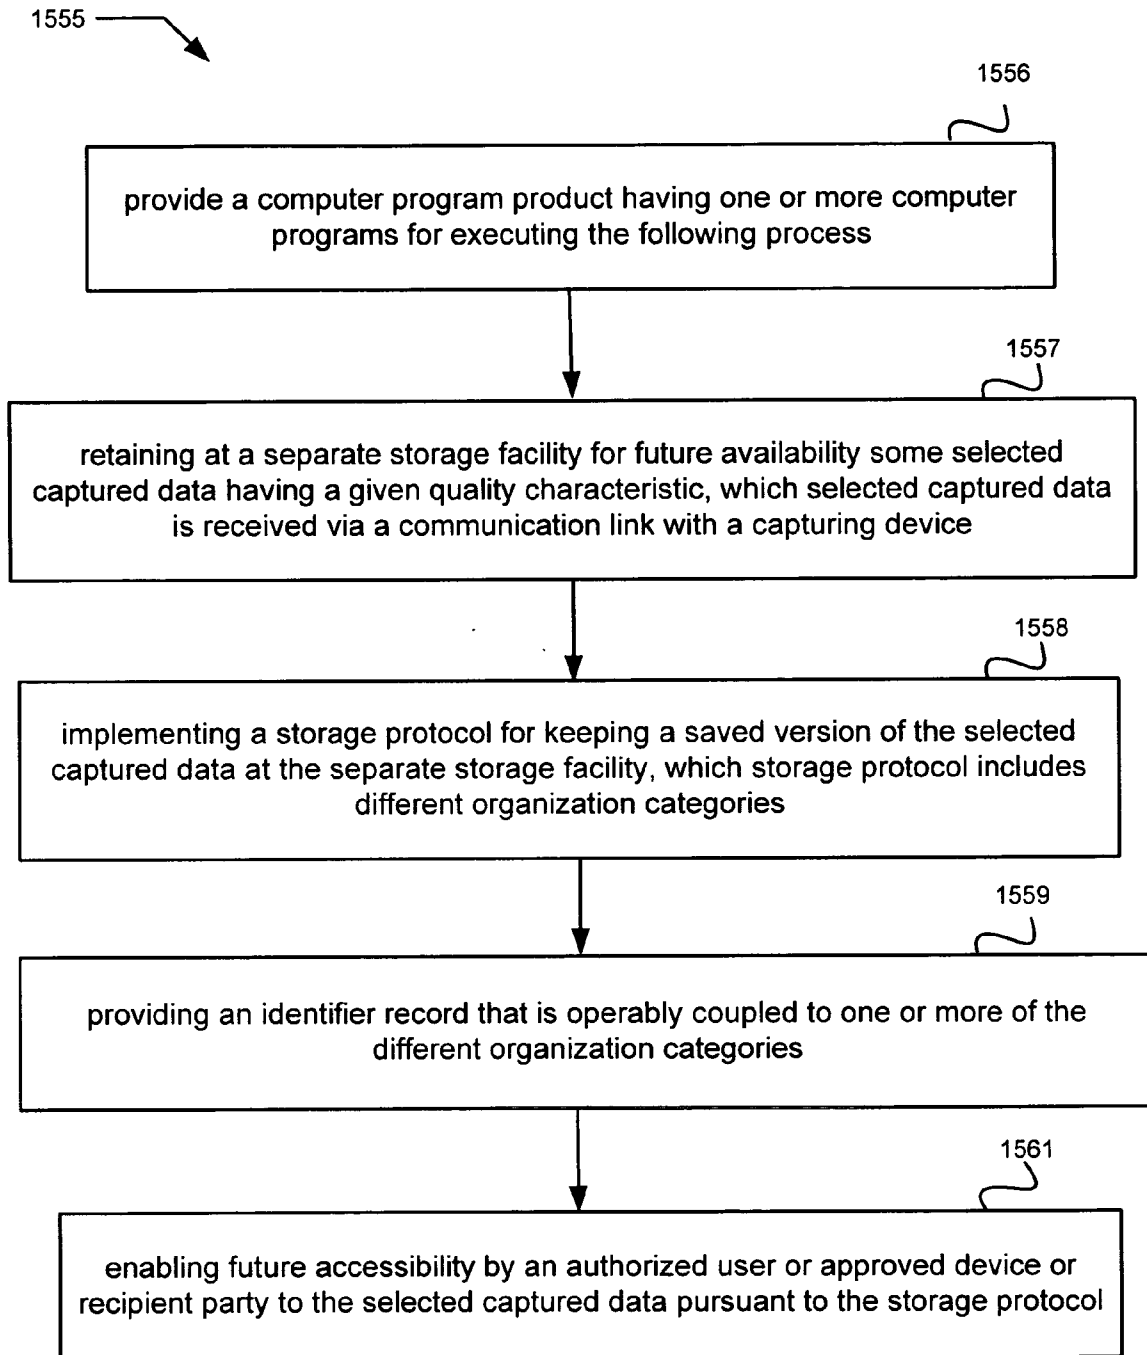 1555
1556
provide a computer program product having one or more computer
programs for executing the following process
1557
retaining at a separate storage facility for future availability some selected
captured data having a given quality characteristic, which selected captured data
is received via a communication link with a capturing device
1558
implementing a storage protocol for keeping a saved version of the selected
captured data at the separate storage facility, which storage protocol includes
different organization categories
1559
providing an identifier record that is operably coupled to one or more of the
different organization categories
1561
enabling future accessibility by an authorized user or approved device or
recipient party to the selected captured data pursuant to the storage protocol